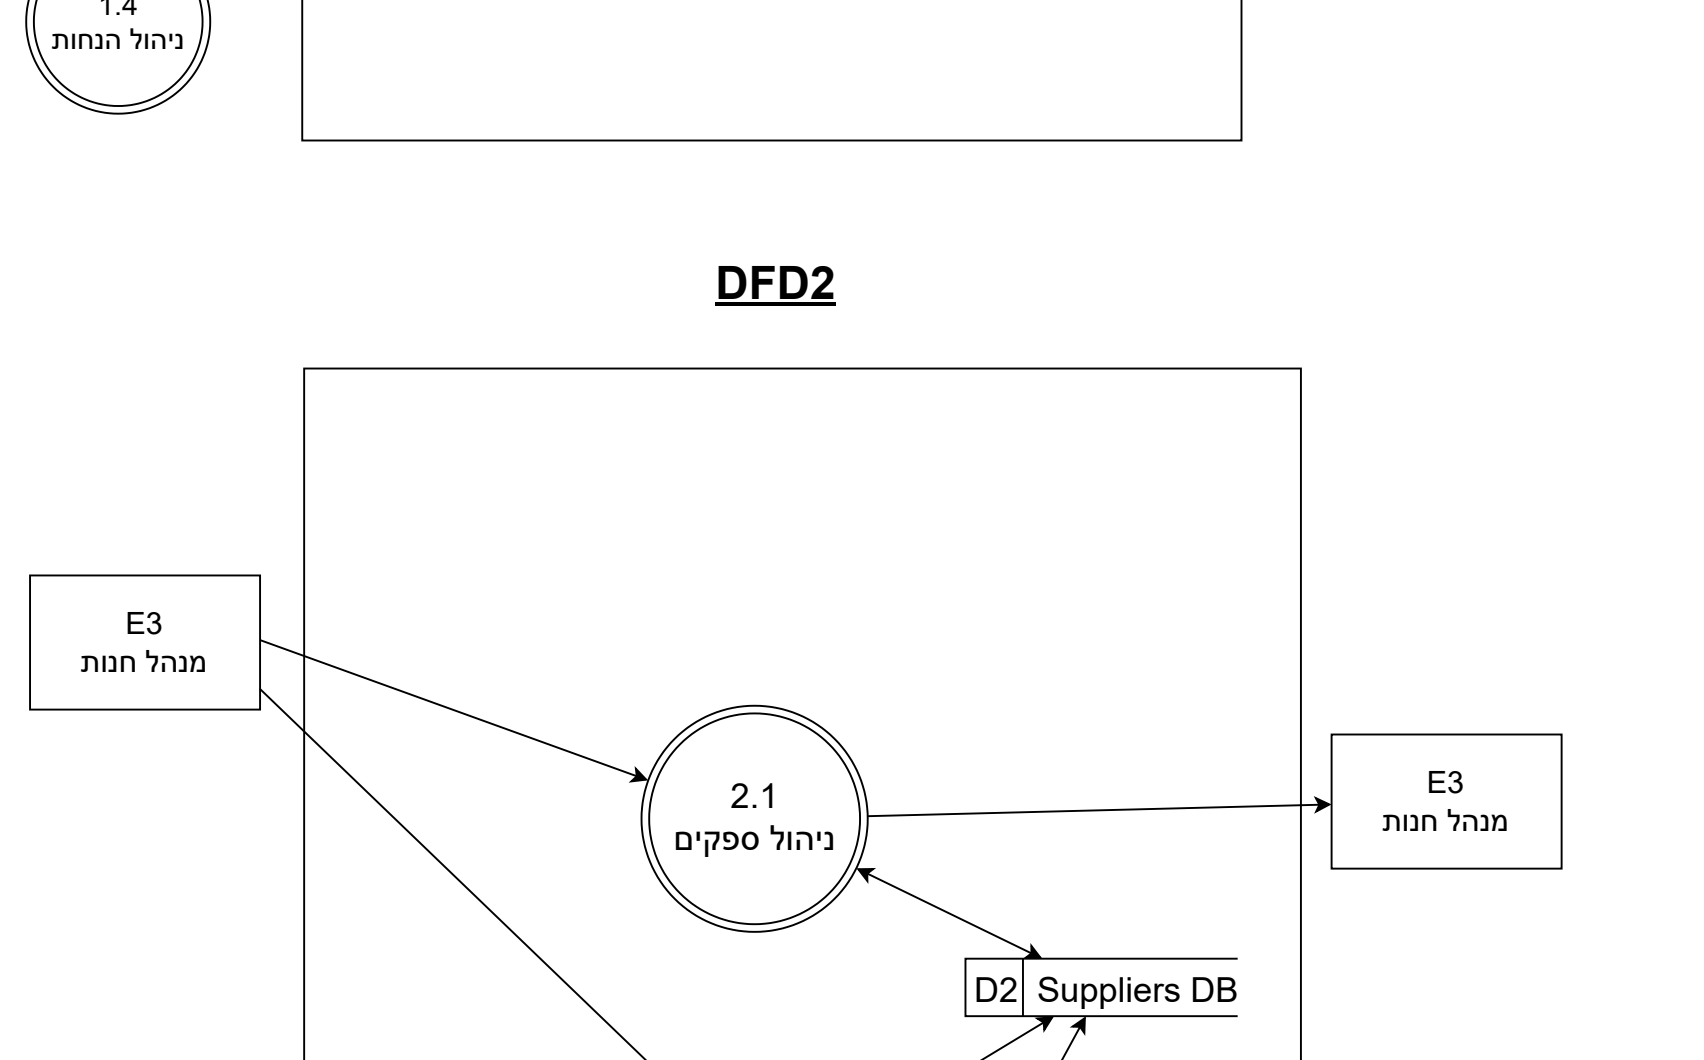 1.4
ניהול הנחות
DFD2
E3
מנהל חנות
2.1
ניהול ספקים
E3
מנהל חנות
D2 Suppliers DB